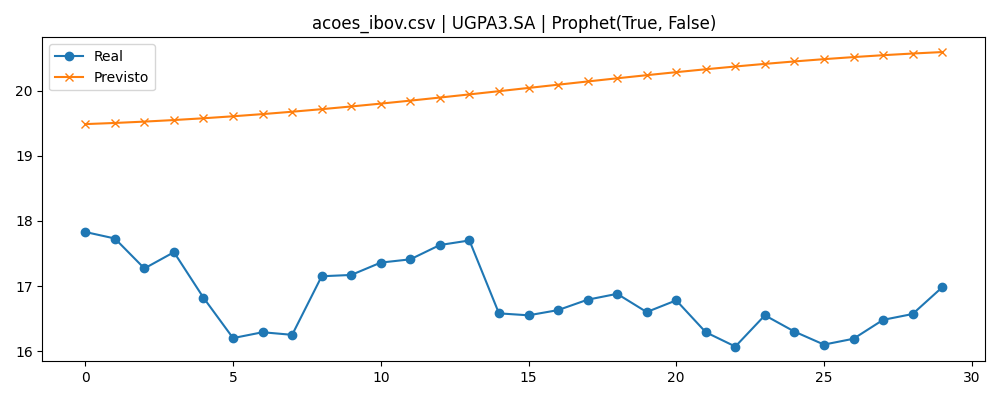 acoes_ibov.csv | UGPA3.SA | Prophet(True, False)
Real
Previsto
20
19
18
17
16
0 5 10 15 20 25 30